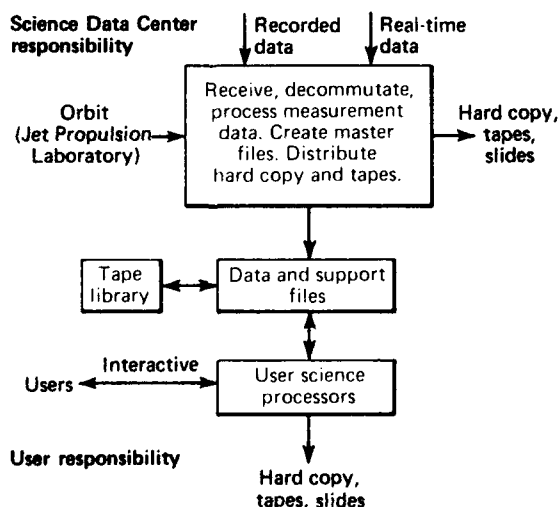 Science Data Center
responsibility
Recorded
data
Real-time
data
Orbit
(Jet Propulsion
Laboratory)
Receive, decommutate,
process measurement
data. Create master
files. Distribute
hard copy and tapes.
Hard copy,
tapes,
slides
Tape
library
Data and support
files
Users
Interactive
User science
processors
User responsibility
Hard copy,
tapes, slides